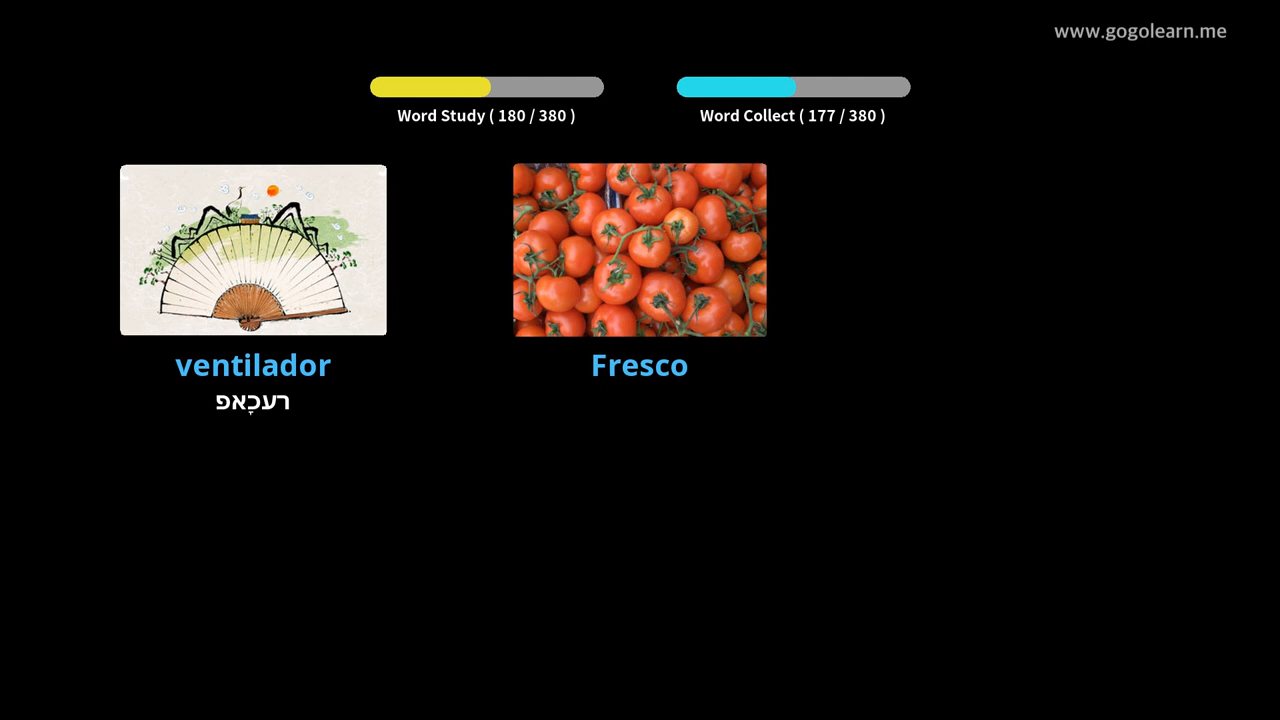 www.gogolearn.me
Word Study ( 180 / 380 )
Word Collect ( 177 / 380 )
ventilador
רעכָאפ
Fresco